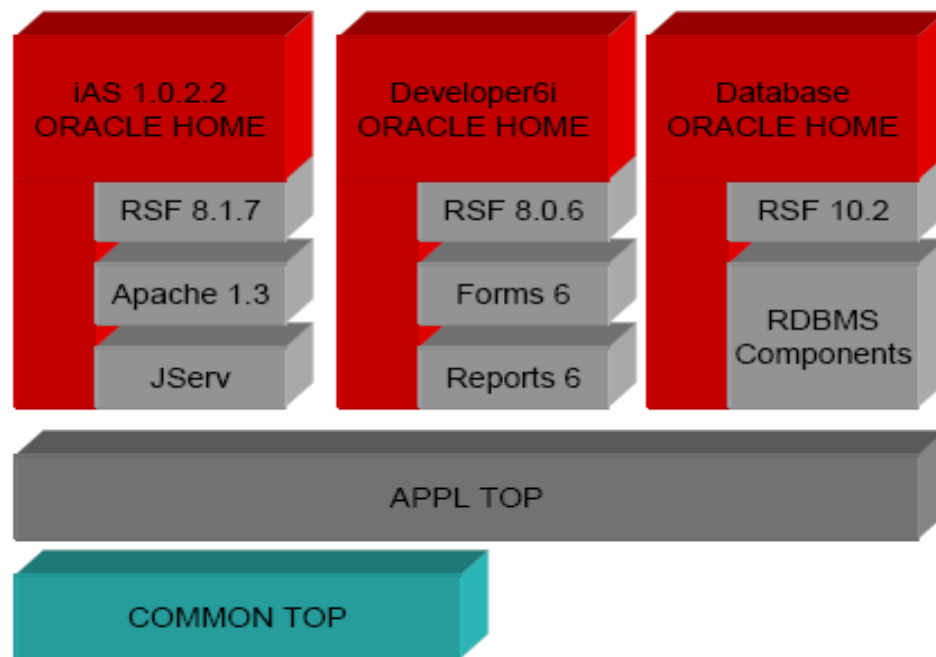 iAS 1.0.2.2
ORACLE HOME
RSF 8.1.7
Apache 1.3
JServ
Developer6i
ORACLE HOME
RSF 8.0.6
Forms 6
Reports 6
Database
ORACLE HOME
RSF 10.2
RDBMS
Components
APPL TOP
COMMON TOP